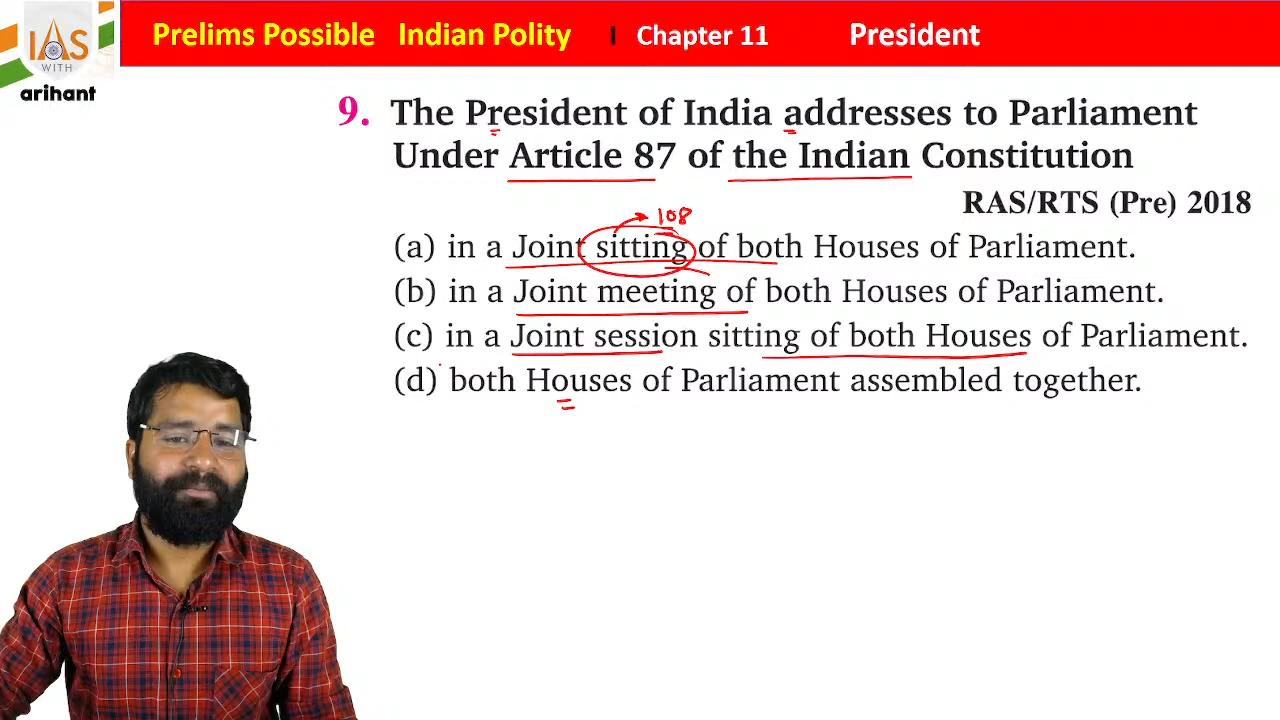 IAS
WITH
arihant
Prelims Possible Indian Polity | Chapter 11 President
9. The President of India addresses to Parliament
Under Article 87 of the Indian Constitution
RAS/RTS (Pre) 2018
108
(a) in a Joint sitting of both Houses of Parliament.
(b) in a Joint meeting of both Houses of Parliament.
(c) in a Joint session sitting of both Houses of Parliament.
(d) both Houses of Parliament assembled together.